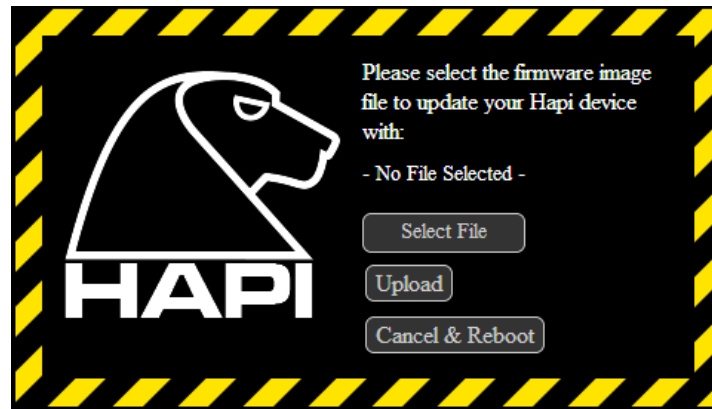 Please select the firmware image
file to update your Hapi device
with:
- No File Selected -
Select File
Upload
Cancel & Reboot
HAPI